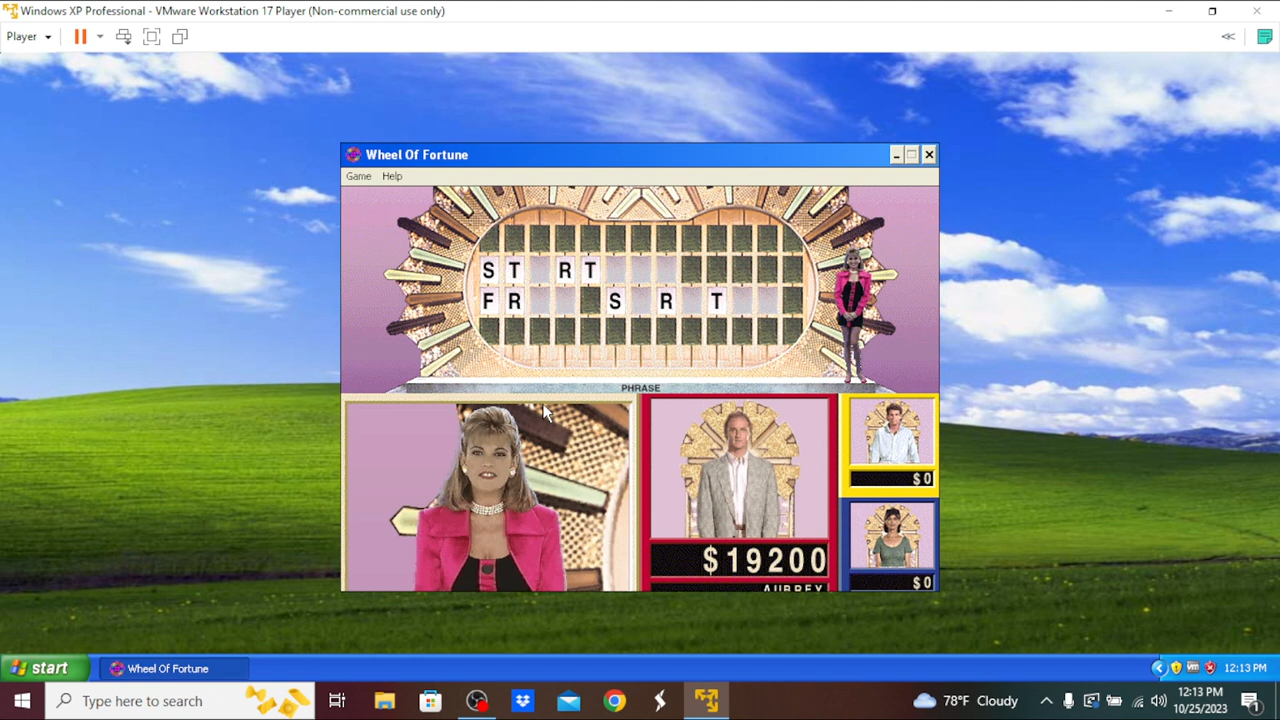 Windows XP Professional - VMware Workstation 17 Player (Non-commercial use only)
Player
Wheel Of Fortune
Game Help
S T R T
F R S R T
PHRASE
$0
$19200
$0
start Wheel Of Fortune 12:13 PM
Type here to search 78°F Cloudy 12:13 PM
10/25/2023